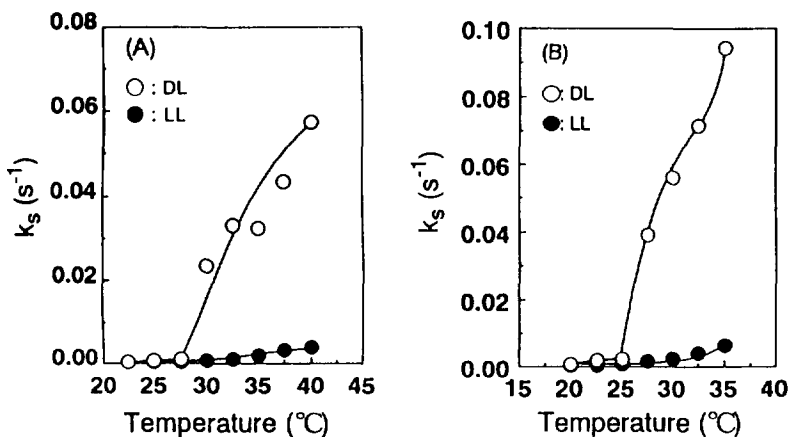 (A)
○ : DL
● : LL
k_s (s⁻¹)
0.08
0.06
0.04
0.02
0.00
20 25 30 35 40 45
Temperature (°C)
(B)
○: DL
●: LL
k_s (s⁻¹)
0.10
0.08
0.06
0.04
0.02
0.00
15 20 25 30 35 40
Temperature (°C)